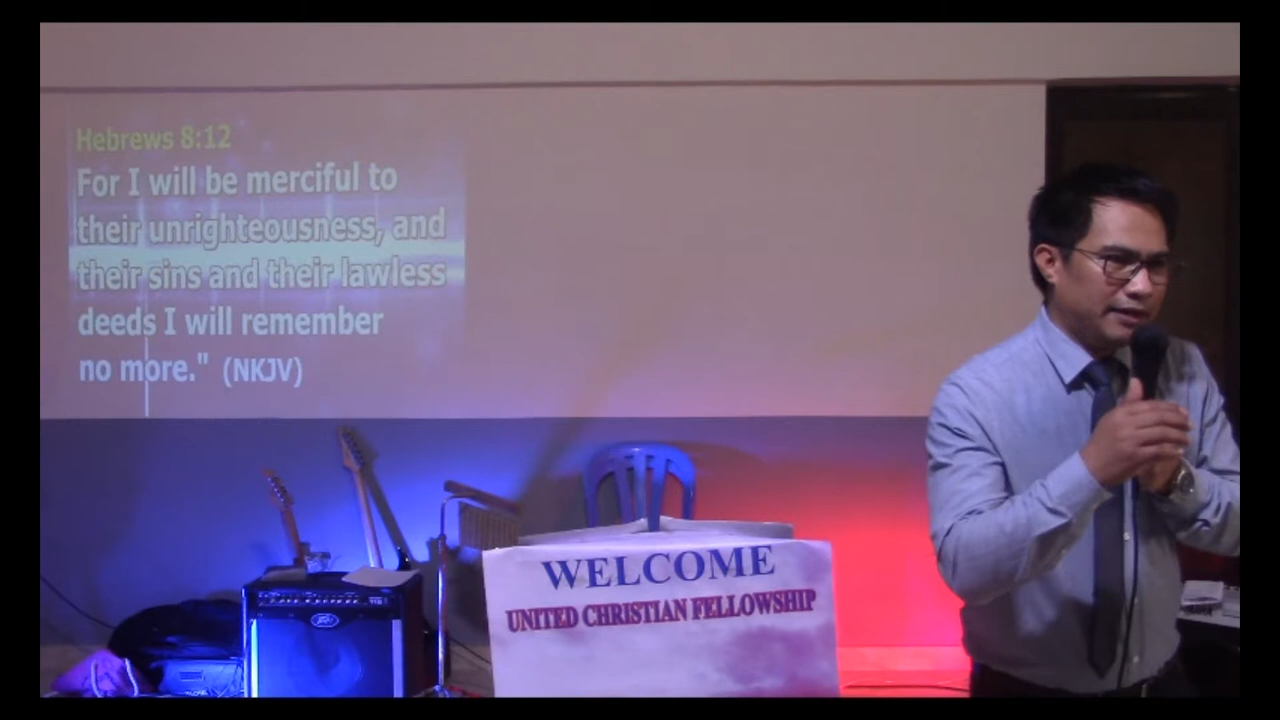 Hebrews 8:12
For I will be merciful to
their unrighteousness, and
their sins and their lawless
deeds I will remember
no more." (NKJV)
WELCOME
UNITED CHRISTIAN FELLOWSHIP